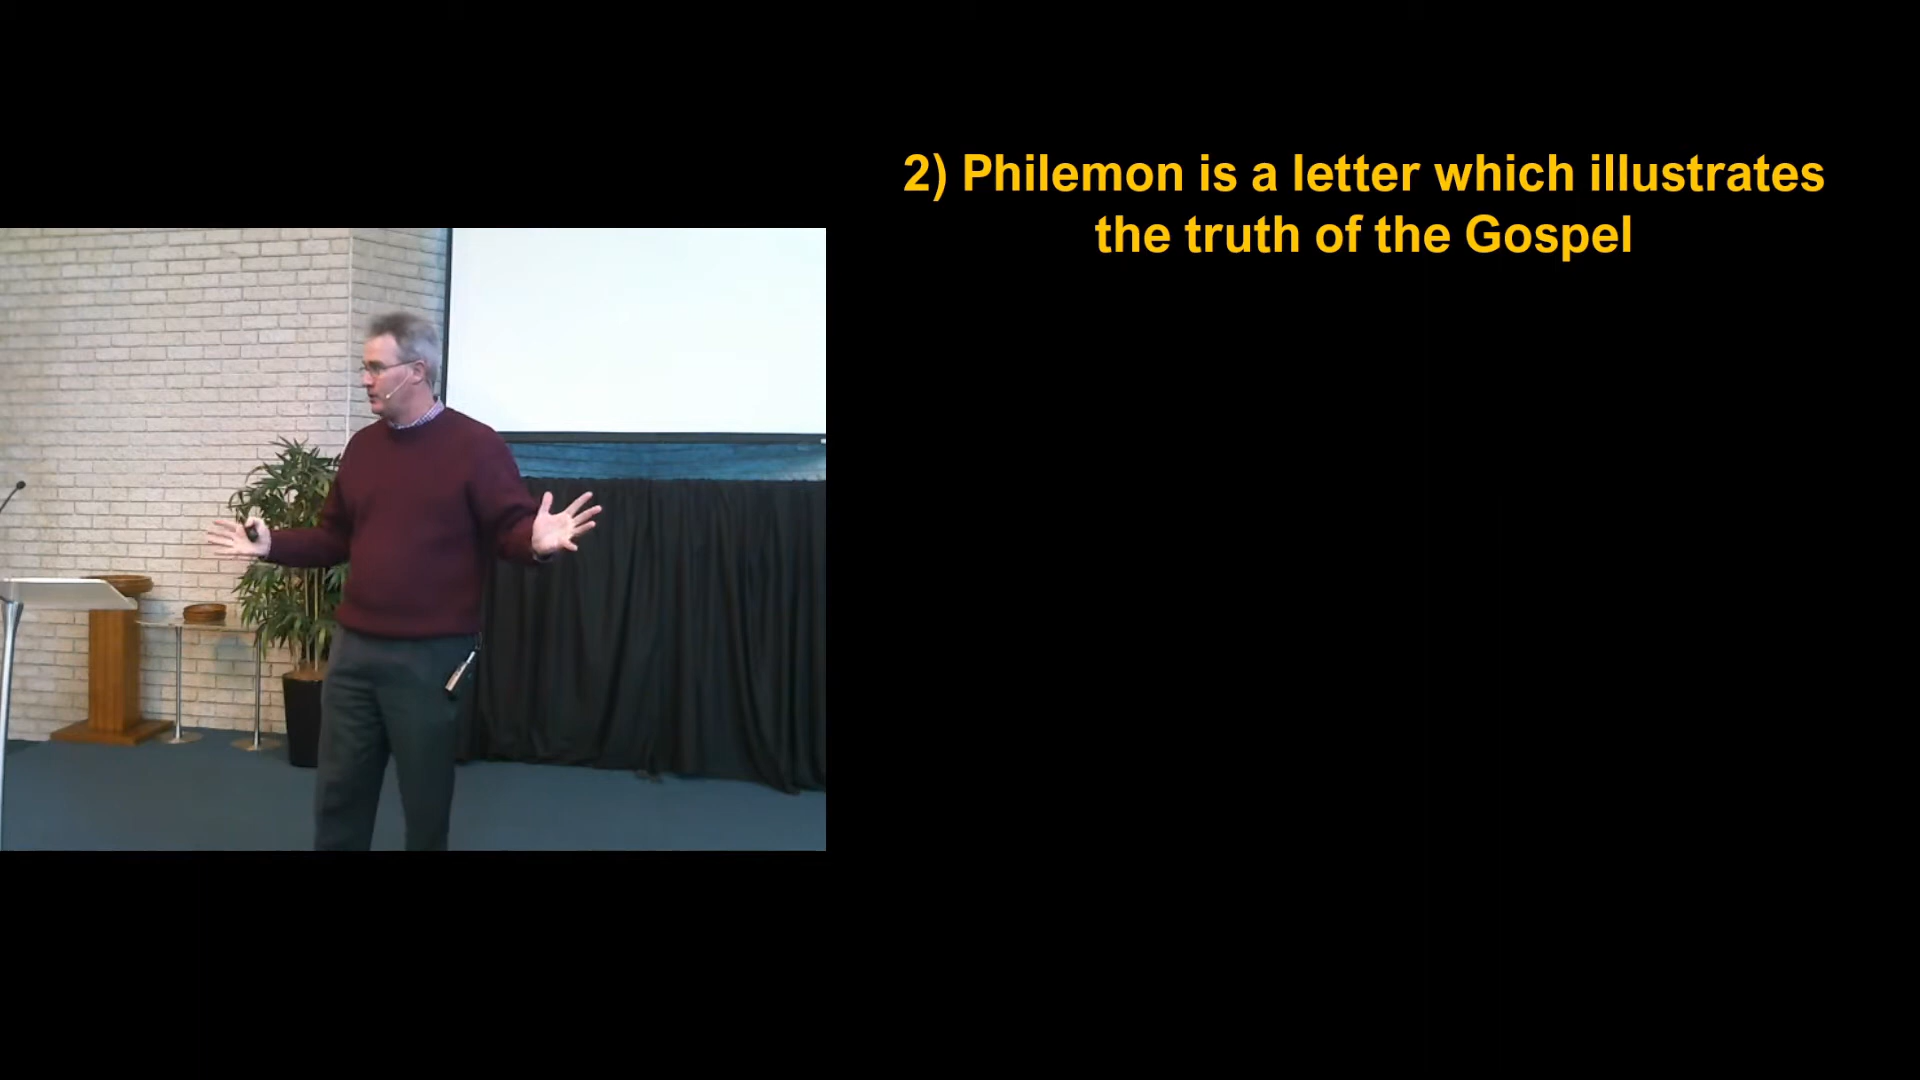 2) Philemon is a letter which illustrates
the truth of the Gospel